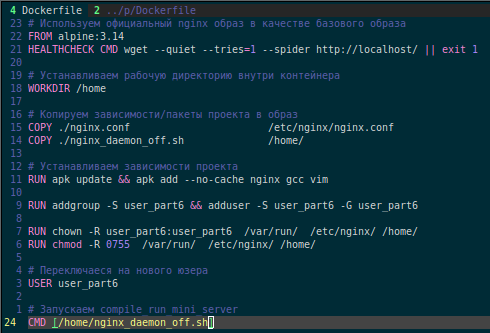 4 Dockerfile 2 ../p/Dockerfile
23 # Используем официальный nginx образ в качестве базового образа
22 FROM alpine:3.14
21 HEALTHCHECK CMD wget --quiet --tries=1 --spider http://localhost/ || exit 1
20
19 # Устанавливаем рабочую директорию внутри контейнера
18 WORKDIR /home
17
16 # Копируем зависимости/пакеты проекта в образ
15 COPY ./nginx.conf /etc/nginx/nginx.conf
14 COPY ./nginx_daemon_off.sh /home/
13
12 # Устанавливаем зависимости проекта
11 RUN apk update && apk add --no-cache nginx gcc vim
10
9 RUN addgroup -S user_part6 && adduser -S user_part6 -G user_part6
8
7 RUN chown -R user_part6:user_part6 /var/run/ /etc/nginx/ /home/
6 RUN chmod -R 0755 /var/run/ /etc/nginx/ /home/
5
4 # Переключаеся на нового юзера
3 USER user_part6
2
1 # Запускаем compile_run_mini_server
24 CMD [/home/nginx_daemon_off.sh]